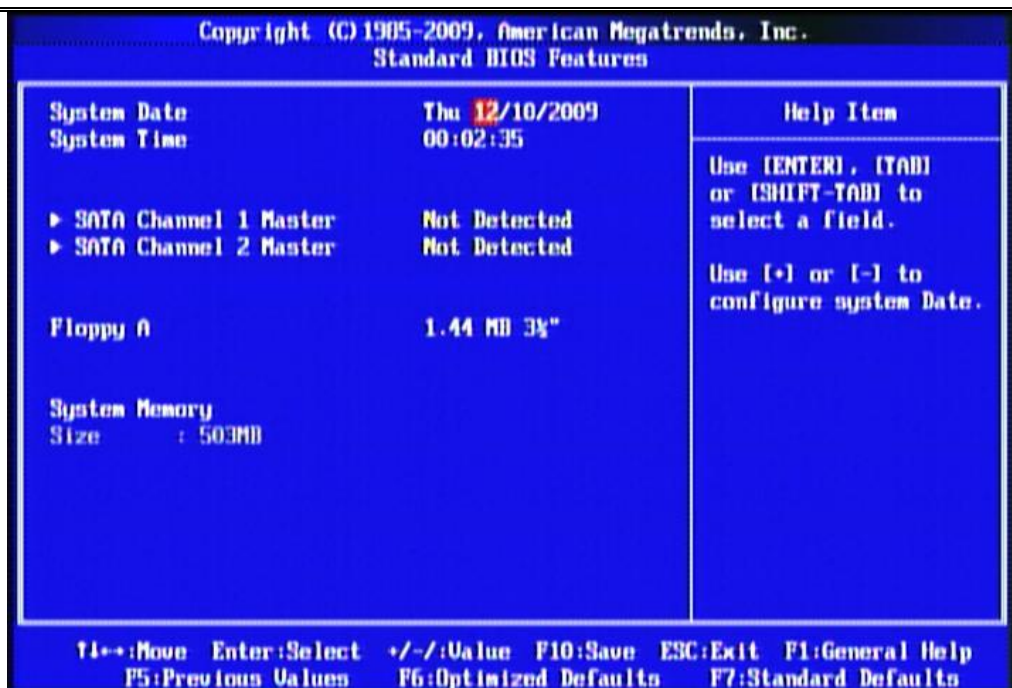 Copyright (C)1985-2009, American Megatrends, Inc.
Standard BIOS Features
System Date Thu 12/10/2009
System Time 00:02:35
▶ SATA Channel 1 Master Not Detected
▶ SATA Channel 2 Master Not Detected
Floppy A 1.44 MB 3½"
System Memory
Size : 503MB
Help Item
Use [ENTER], [TAB]
or [SHIFT-TAB] to
select a field.
Use [+] or [-] to
configure system Date.
↑↓←→:Move Enter:Select +/-/:Value F10:Save ESC:Exit F1:General Help
F5:Previous Values F6:Optimized Defaults F7:Standard Defaults